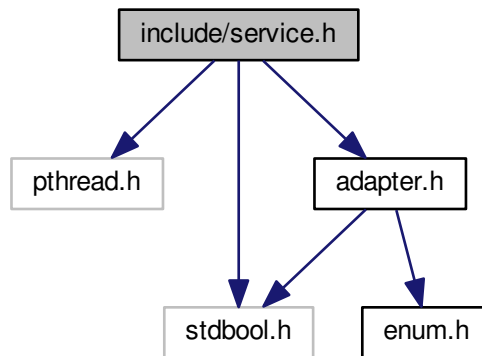 include/service.h
pthread.h
adapter.h
stdbool.h
enum.h